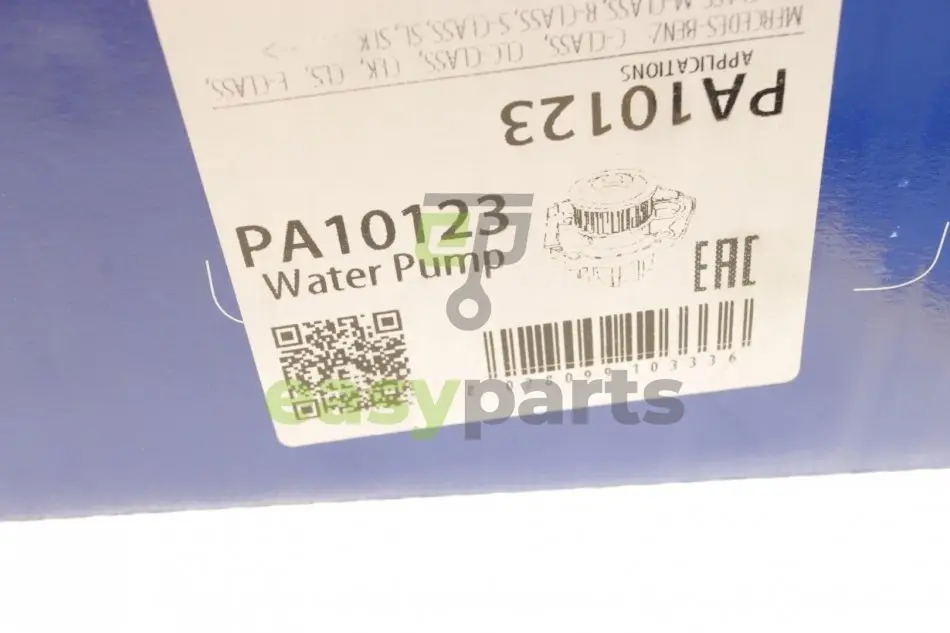 PA10123
APPLICATIONS
MERCEDES-BENZ: C-CLASS, CLC-CLASS, CLK, CLS, E-CLASS,
M-CLASS, R-CLASS, S-CLASS, SL, SLK
PA10123
Water Pump
EAC
easyparts